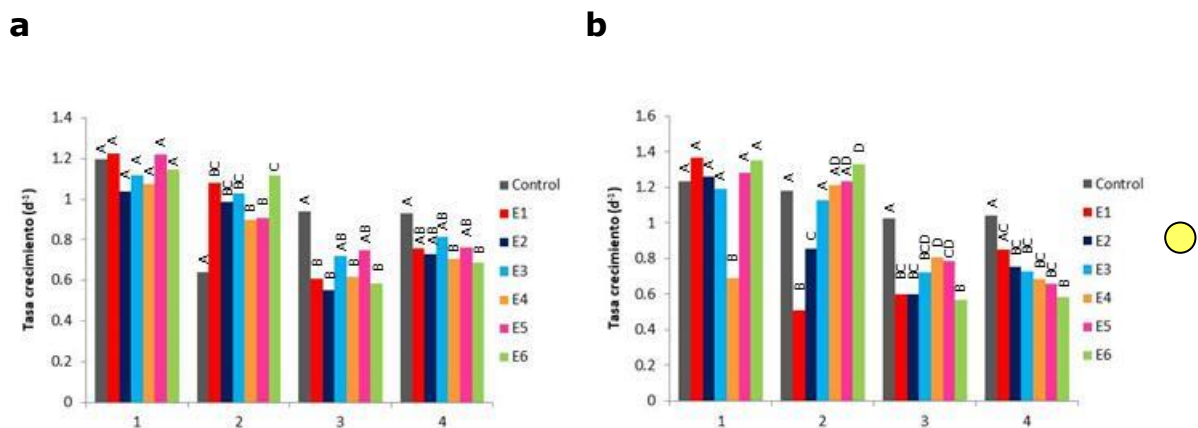 a
b
Tasa crecimiento (d⁻¹)
1.4
1.2
1
0.8
0.6
0.4
0.2
0
A A A A A A A
A BC BC BC B B C
A B B AB B AB B
A AB AB AB B AB B
1 2 3 4
Control
E1
E2
E3
E4
E5
E6
Tasa crecimiento (d⁻¹)
1.6
1.4
1.2
1
0.8
0.6
0.4
0.2
0
A A A A B A A
A B C A AD AD D
A BC BC BCD D CD B
A AC BC BC BC BC B
1 2 3 4
Control
E1
E2
E3
E4
E5
E6